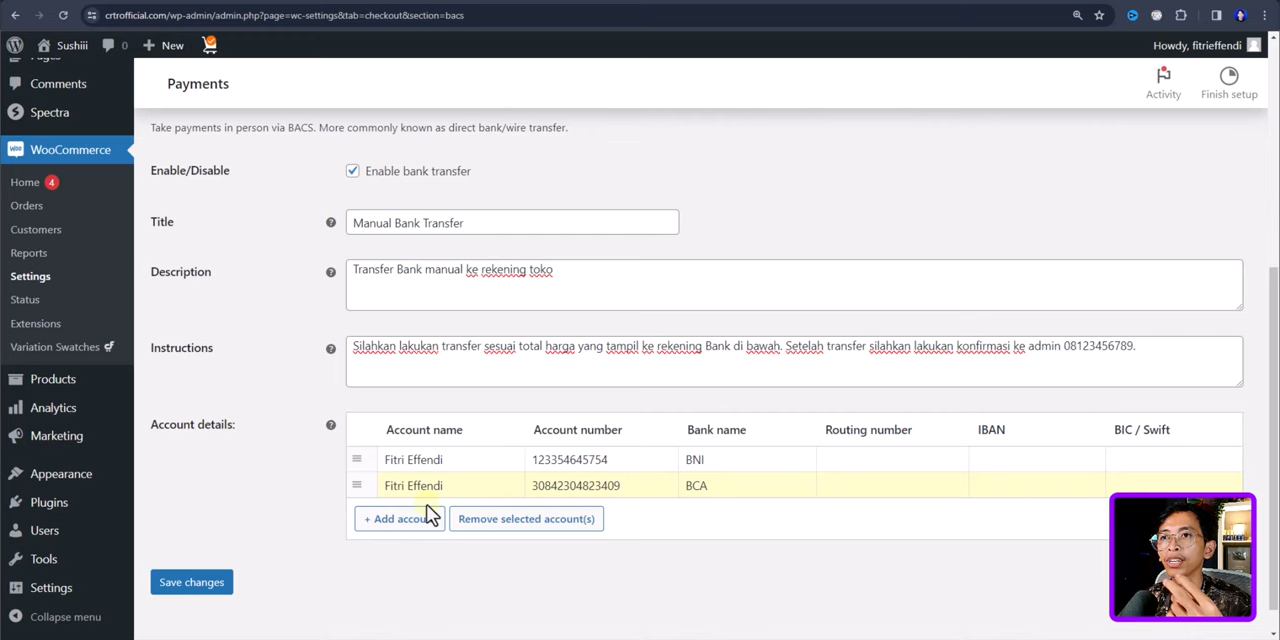 crtrofficial.com/wp-admin/admin.php?page=wc-settings&tab=checkout&section=bacs
Sushiii
0
New
Howdy, fitrieffendi
Comments
Spectra
WooCommerce
Home 4
Orders
Customers
Reports
Settings
Status
Extensions
Variation Swatches
Products
Analytics
Marketing
Appearance
Plugins
Users
Tools
Settings
Collapse menu
Payments
Activity
Finish setup
Take payments in person via BACS. More commonly known as direct bank/wire transfer.
Enable/Disable
Enable bank transfer
Title
Manual Bank Transfer
Description
Transfer Bank manual ke rekening toko
Instructions
Silahkan lakukan transfer sesuai total harga yang tampil ke rekening Bank di bawah. Setelah transfer silahkan lakukan konfirmasi ke admin 08123456789.
Account details:
Account name Account number Bank name Routing number IBAN BIC / Swift
Fitri Effendi 123354645754 BNI
Fitri Effendi 30842304823409 BCA
+ Add
Remove selected account(s)
Save changes